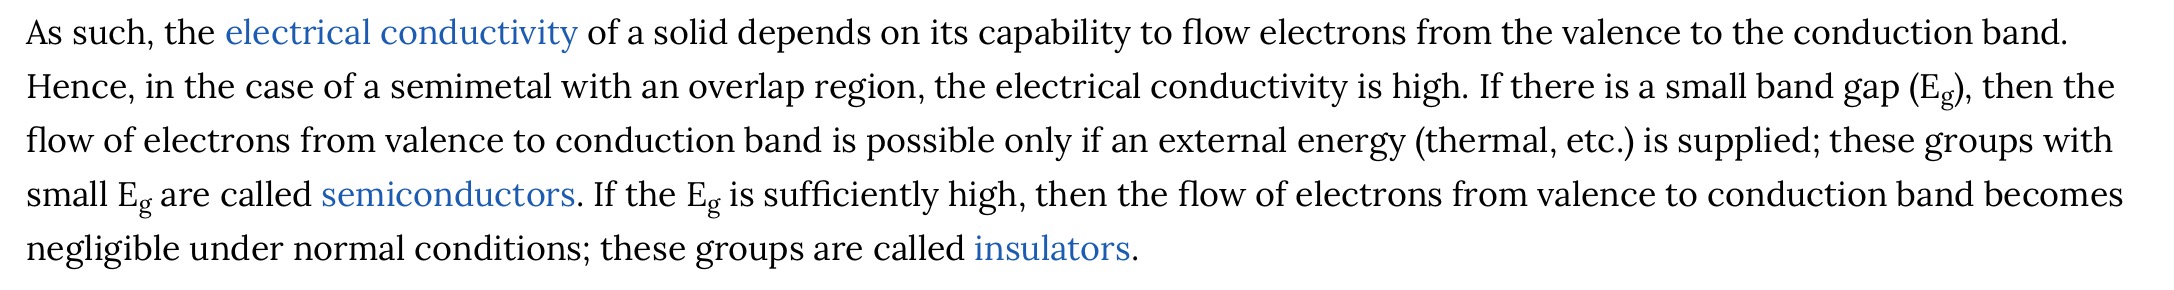 As such, the electrical conductivity of a solid depends on its capability to flow electrons from the valence to the conduction band.
Hence, in the case of a semimetal with an overlap region, the electrical conductivity is high. If there is a small band gap (Eg), then the
flow of electrons from valence to conduction band is possible only if an external energy (thermal, etc.) is supplied; these groups with
small Eg are called semiconductors. If the Eg is sufficiently high, then the flow of electrons from valence to conduction band becomes
negligible under normal conditions; these groups are called insulators.